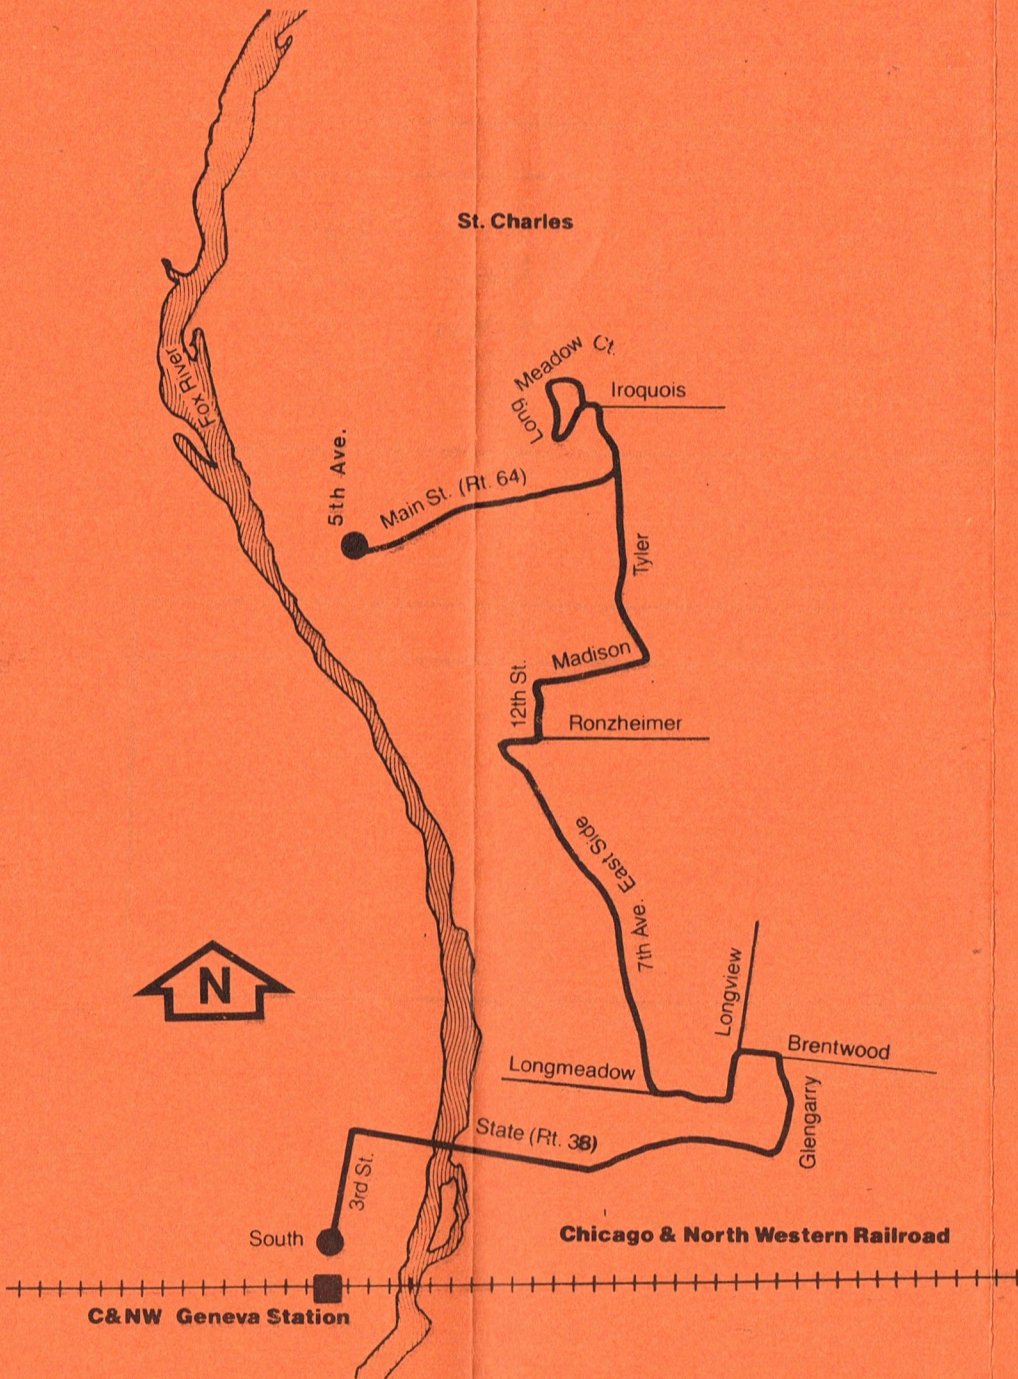 St. Charles
Fox River
Long Meadow Ct.
Iroquois
5th Ave.
Main St. (Rt. 64)
Tyler
Madison
12th St.
Ronzheimer
East Side
7th Ave.
N
Longview
Brentwood
Longmeadow
Glengarry
State (Rt. 38)
3rd St.
South
Chicago & North Western Railroad
C&NW Geneva Station